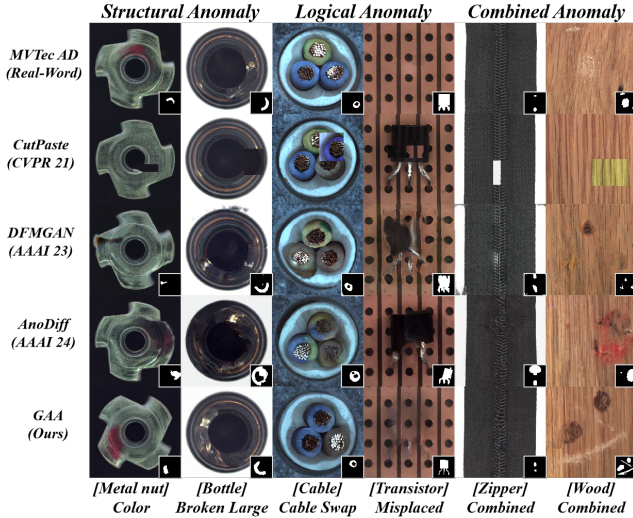 Structural Anomaly Logical Anomaly Combined Anomaly
MVTec AD
(Real-Word)
CutPaste
(CVPR 21)
DFMGAN
(AAAI 23)
AnoDiff
(AAAI 24)
GAA
(Ours)
[Metal nut] [Bottle] [Cable] [Transistor] [Zipper] [Wood]
Color Broken Large Cable Swap Misplaced Combined Combined